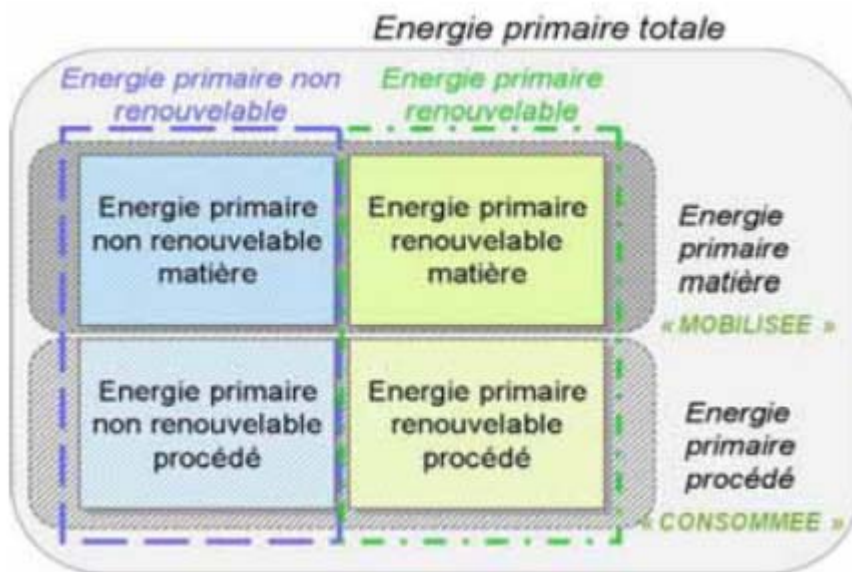 Energie primaire totale
Energie primaire non
renouvelable
Energie primaire
renouvelable
Energie primaire
non renouvelable
matière
Energie primaire
renouvelable
matière
Energie
primaire
matière
« MOBILISEE »
Energie primaire
non renouvelable
procédé
Energie primaire
renouvelable
procédé
Energie
primaire
procédé
« CONSOMMEE »